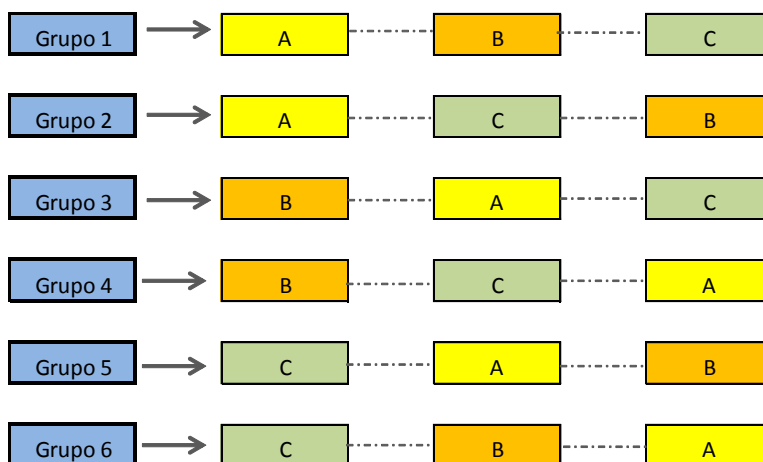 Grupo 1 A B C
Grupo 2 A C B
Grupo 3 B A C
Grupo 4 B C A
Grupo 5 C A B
Grupo 6 C B A